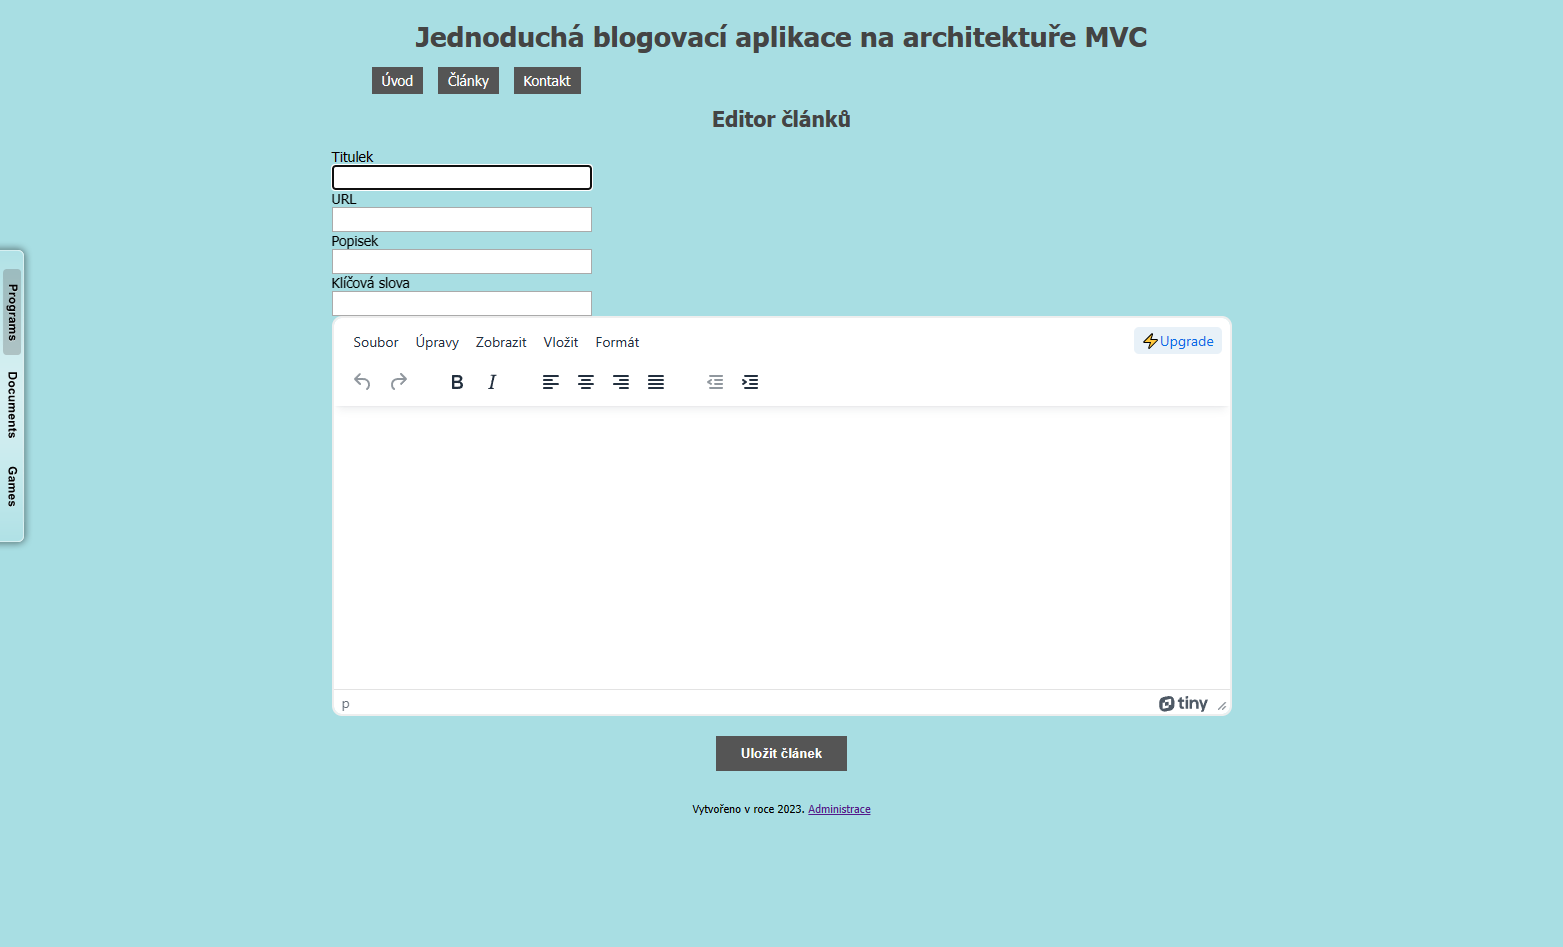 Jednoduchá blogovací aplikace na architektuře MVC
Úvod Články Kontakt
Editor článků
Titulek
URL
Popisek
Klíčová slova
Programs
Documents
Games
Soubor Úpravy Zobrazit Vložit Formát Upgrade
B I
p tiny
Uložit článek
Vytvořeno v roce 2023. Administrace